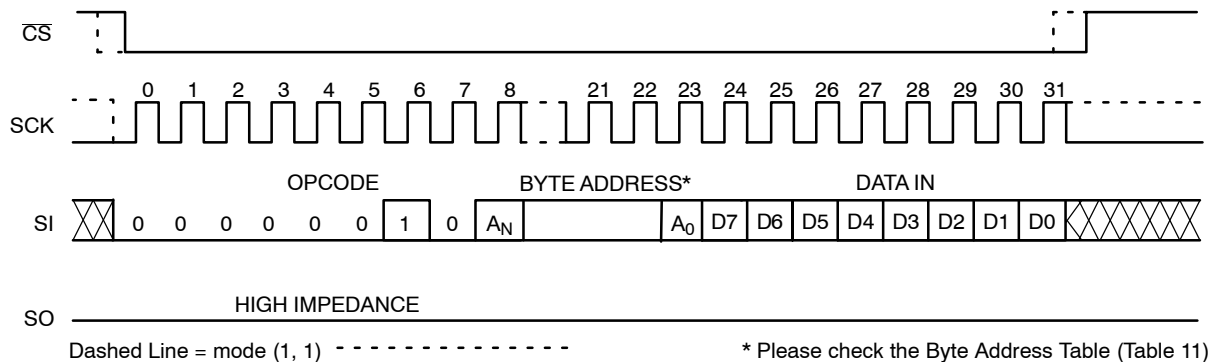 CS
0 1 2 3 4 5 6 7 8 21 22 23 24 25 26 27 28 29 30 31
SCK
OPCODE BYTE ADDRESS* DATA IN
SI 0 0 0 0 0 0 1 0 AN A0 D7 D6 D5 D4 D3 D2 D1 D0
HIGH IMPEDANCE
SO
Dashed Line = mode (1, 1) * Please check the Byte Address Table (Table 11)